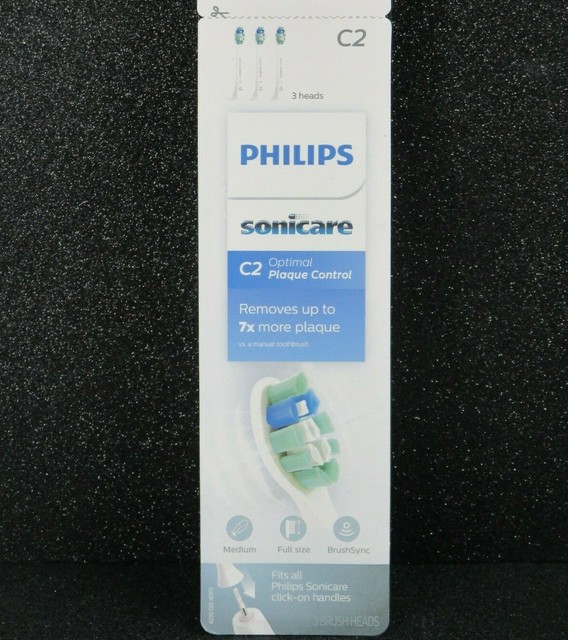 C2
3 heads
PHILIPS
sonicare
C2 Optimal
Plaque Control
Removes up to
7x more plaque
vs. a manual toothbrush
Medium Full size BrushSync
Fits all
Philips Sonicare
click-on handles
3 BRUSH HEADS